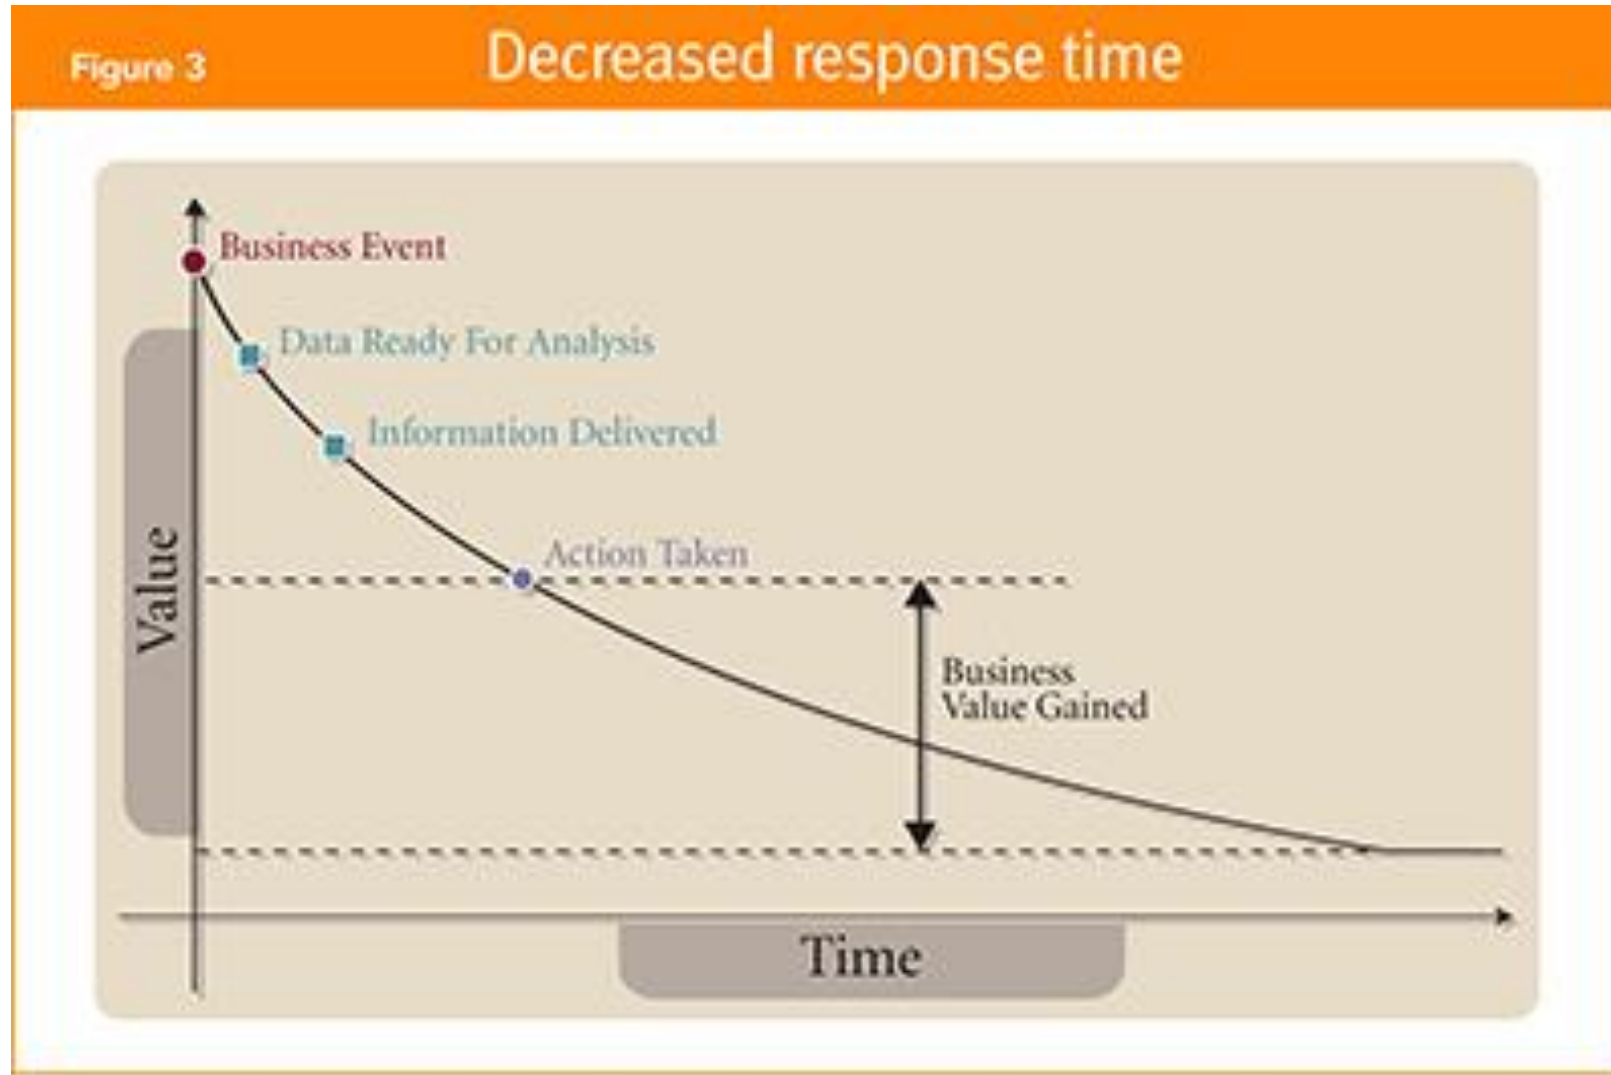 Figure 3
Decreased response time
Business Event
Data Ready For Analysis
Information Delivered
Action Taken
Business
Value Gained
Value
Time